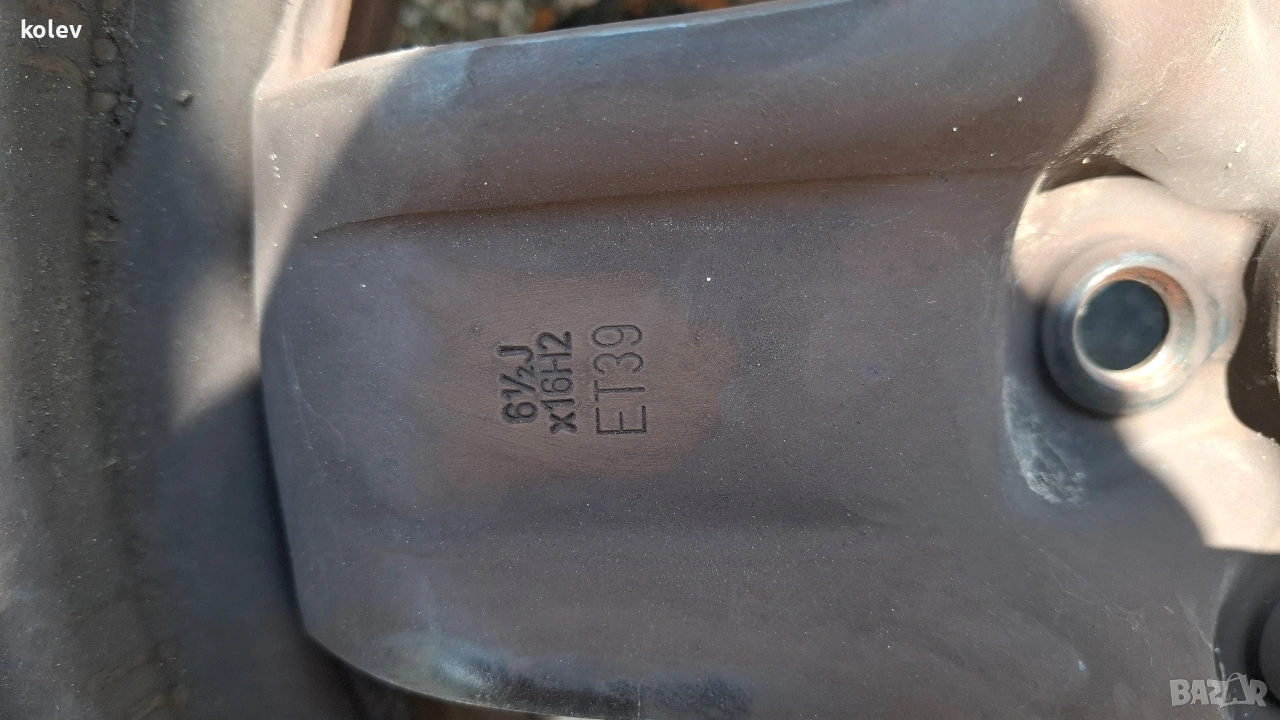 kolev
6½J
x16H2
ET39
BAZAR